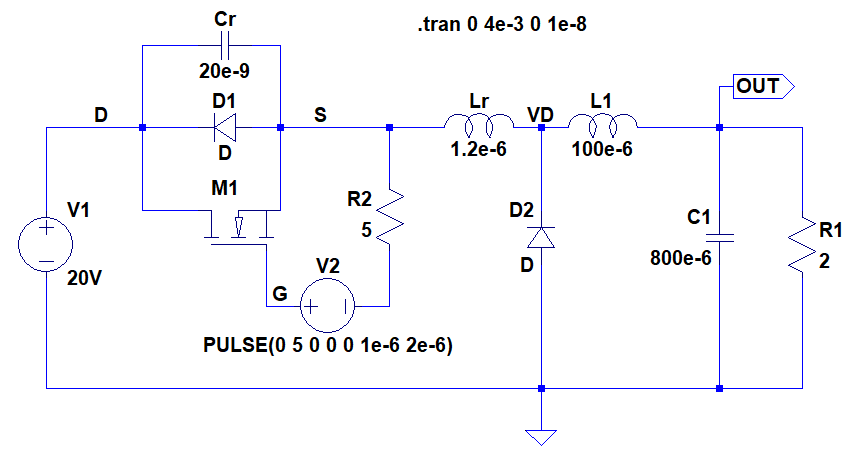 Cr
.tran 0 4e-3 0 1e-8
20e-9
D
D1
S
Lr
VD
L1
OUT
D
1.2e-6
100e-6
M1
V1
R2
5
D2
C1
R1
20V
V2
D
800e-6
2
G
PULSE(0 5 0 0 0 1e-6 2e-6)